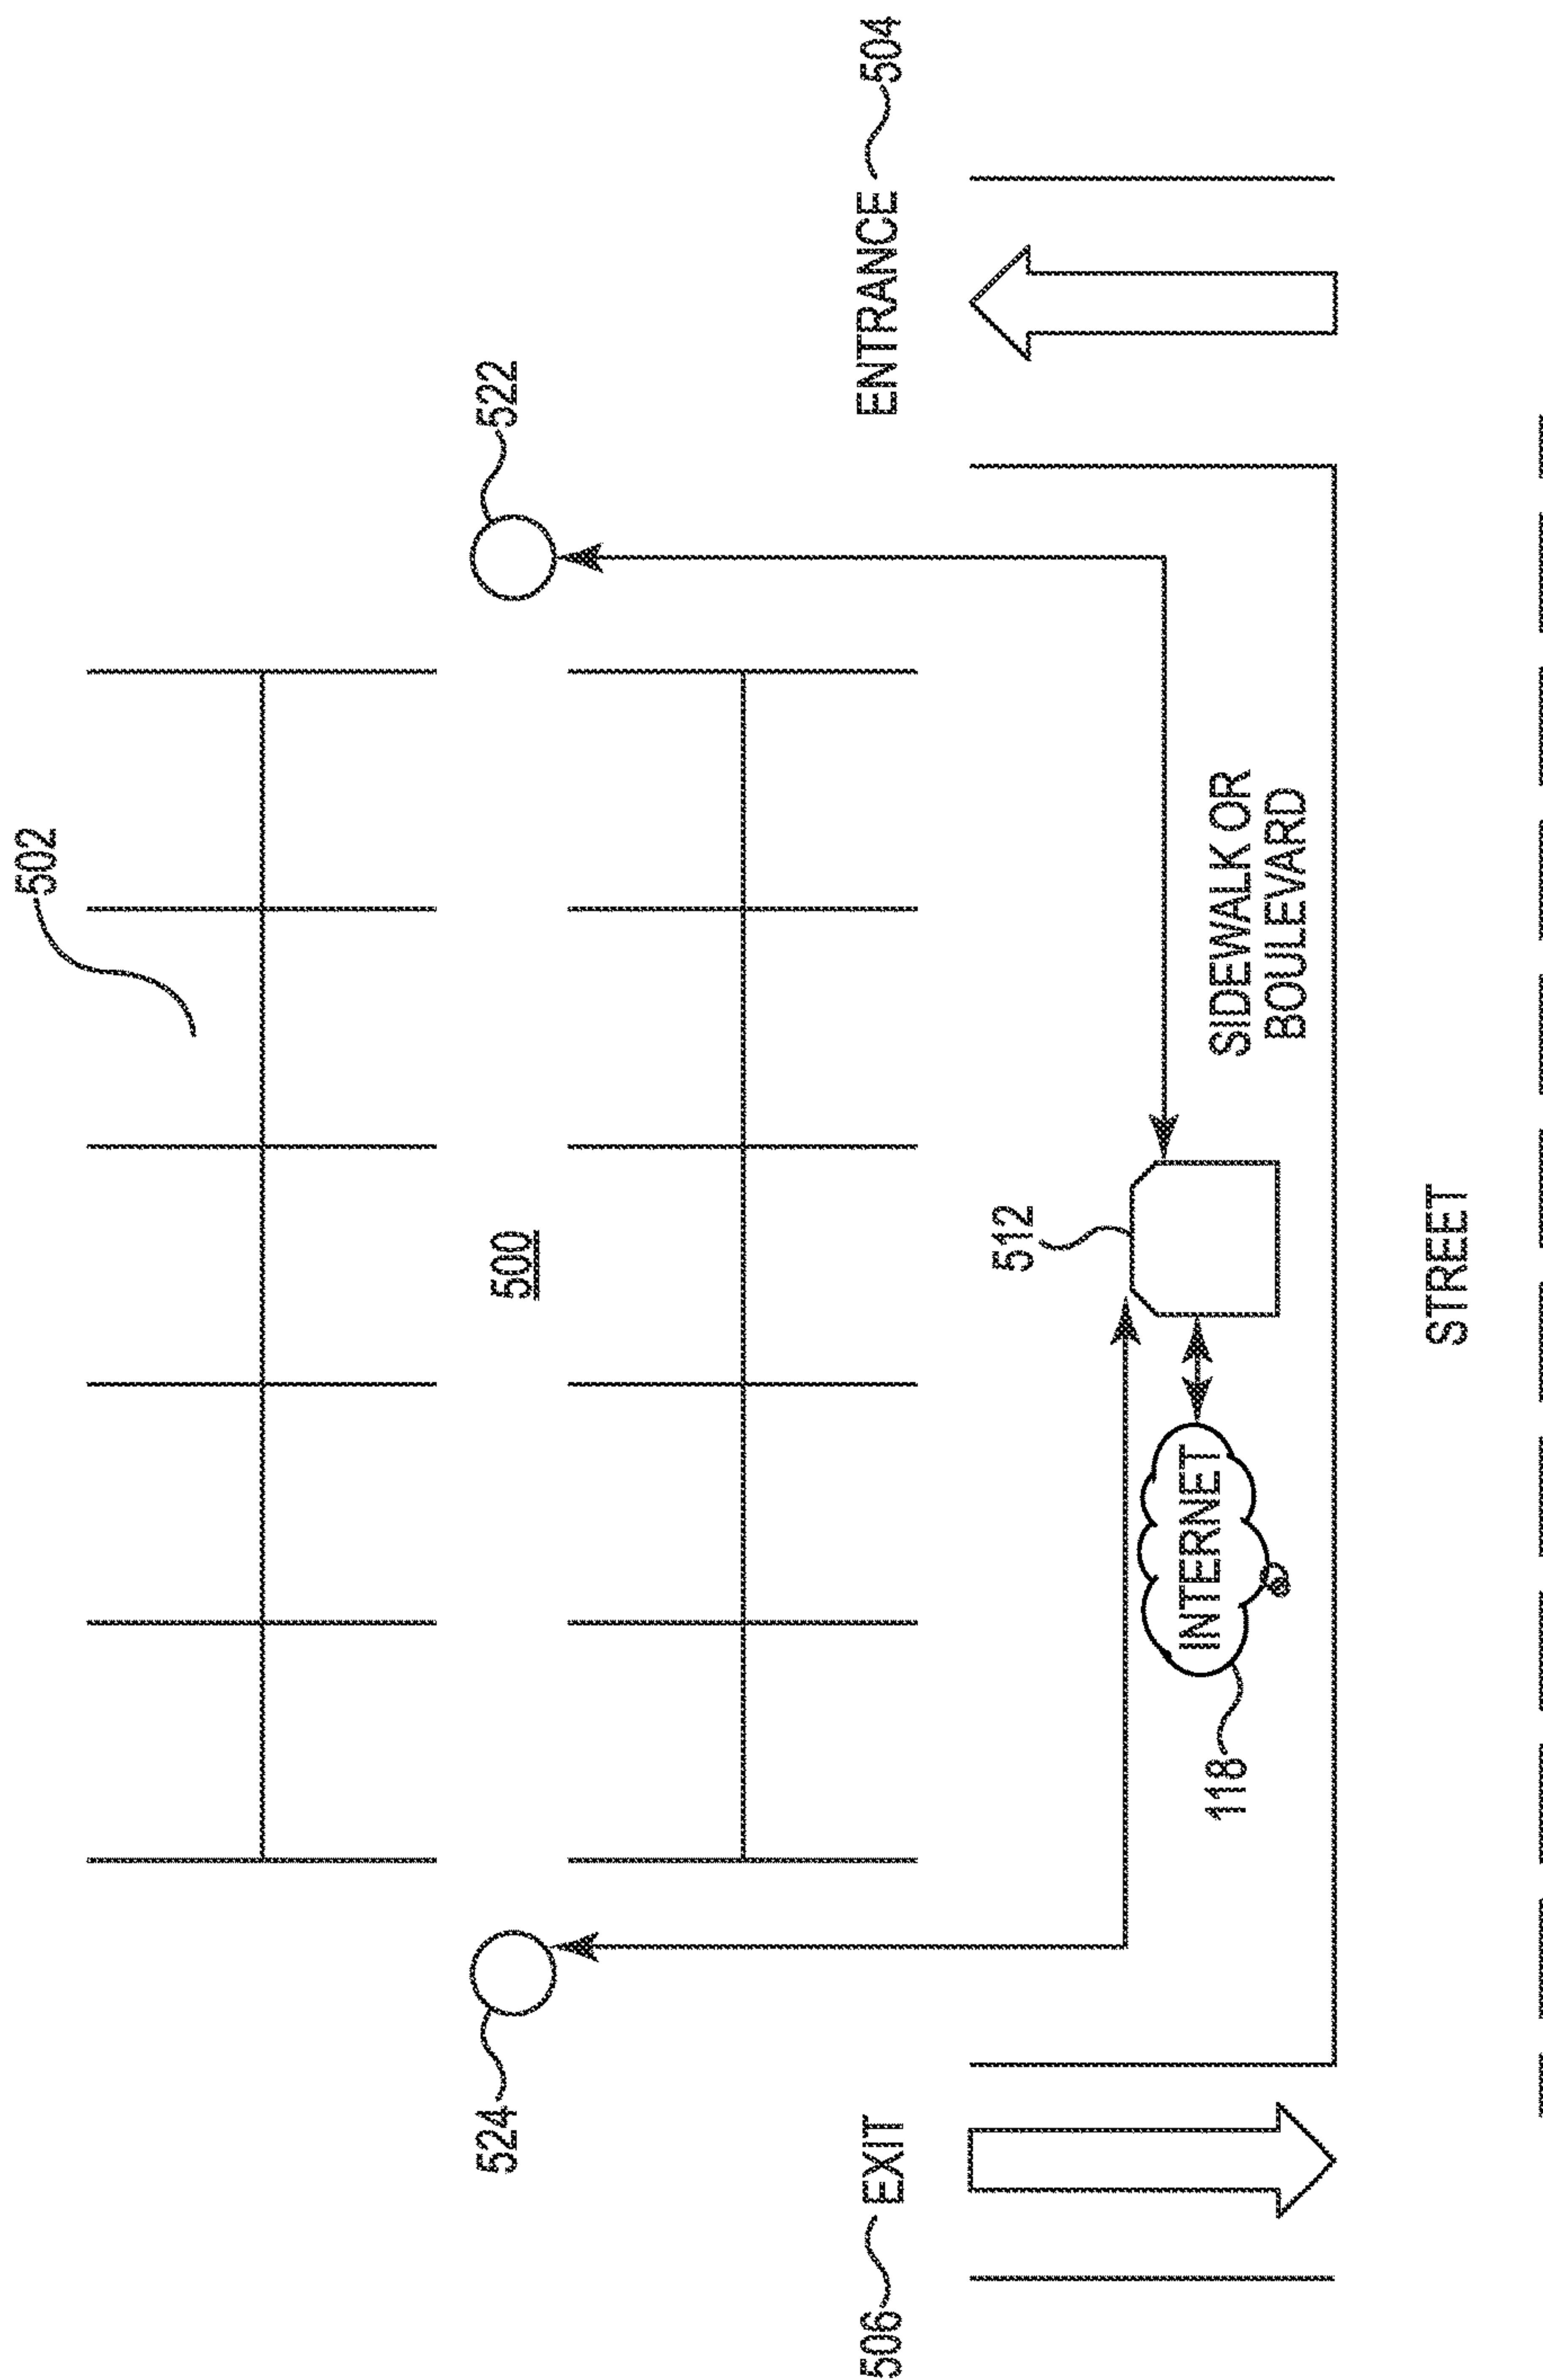 502
524
500
522
506
EXIT
ENTRANCE
504
512
118
INTERNET
SIDEWALK OR
BOULEVARD
STREET